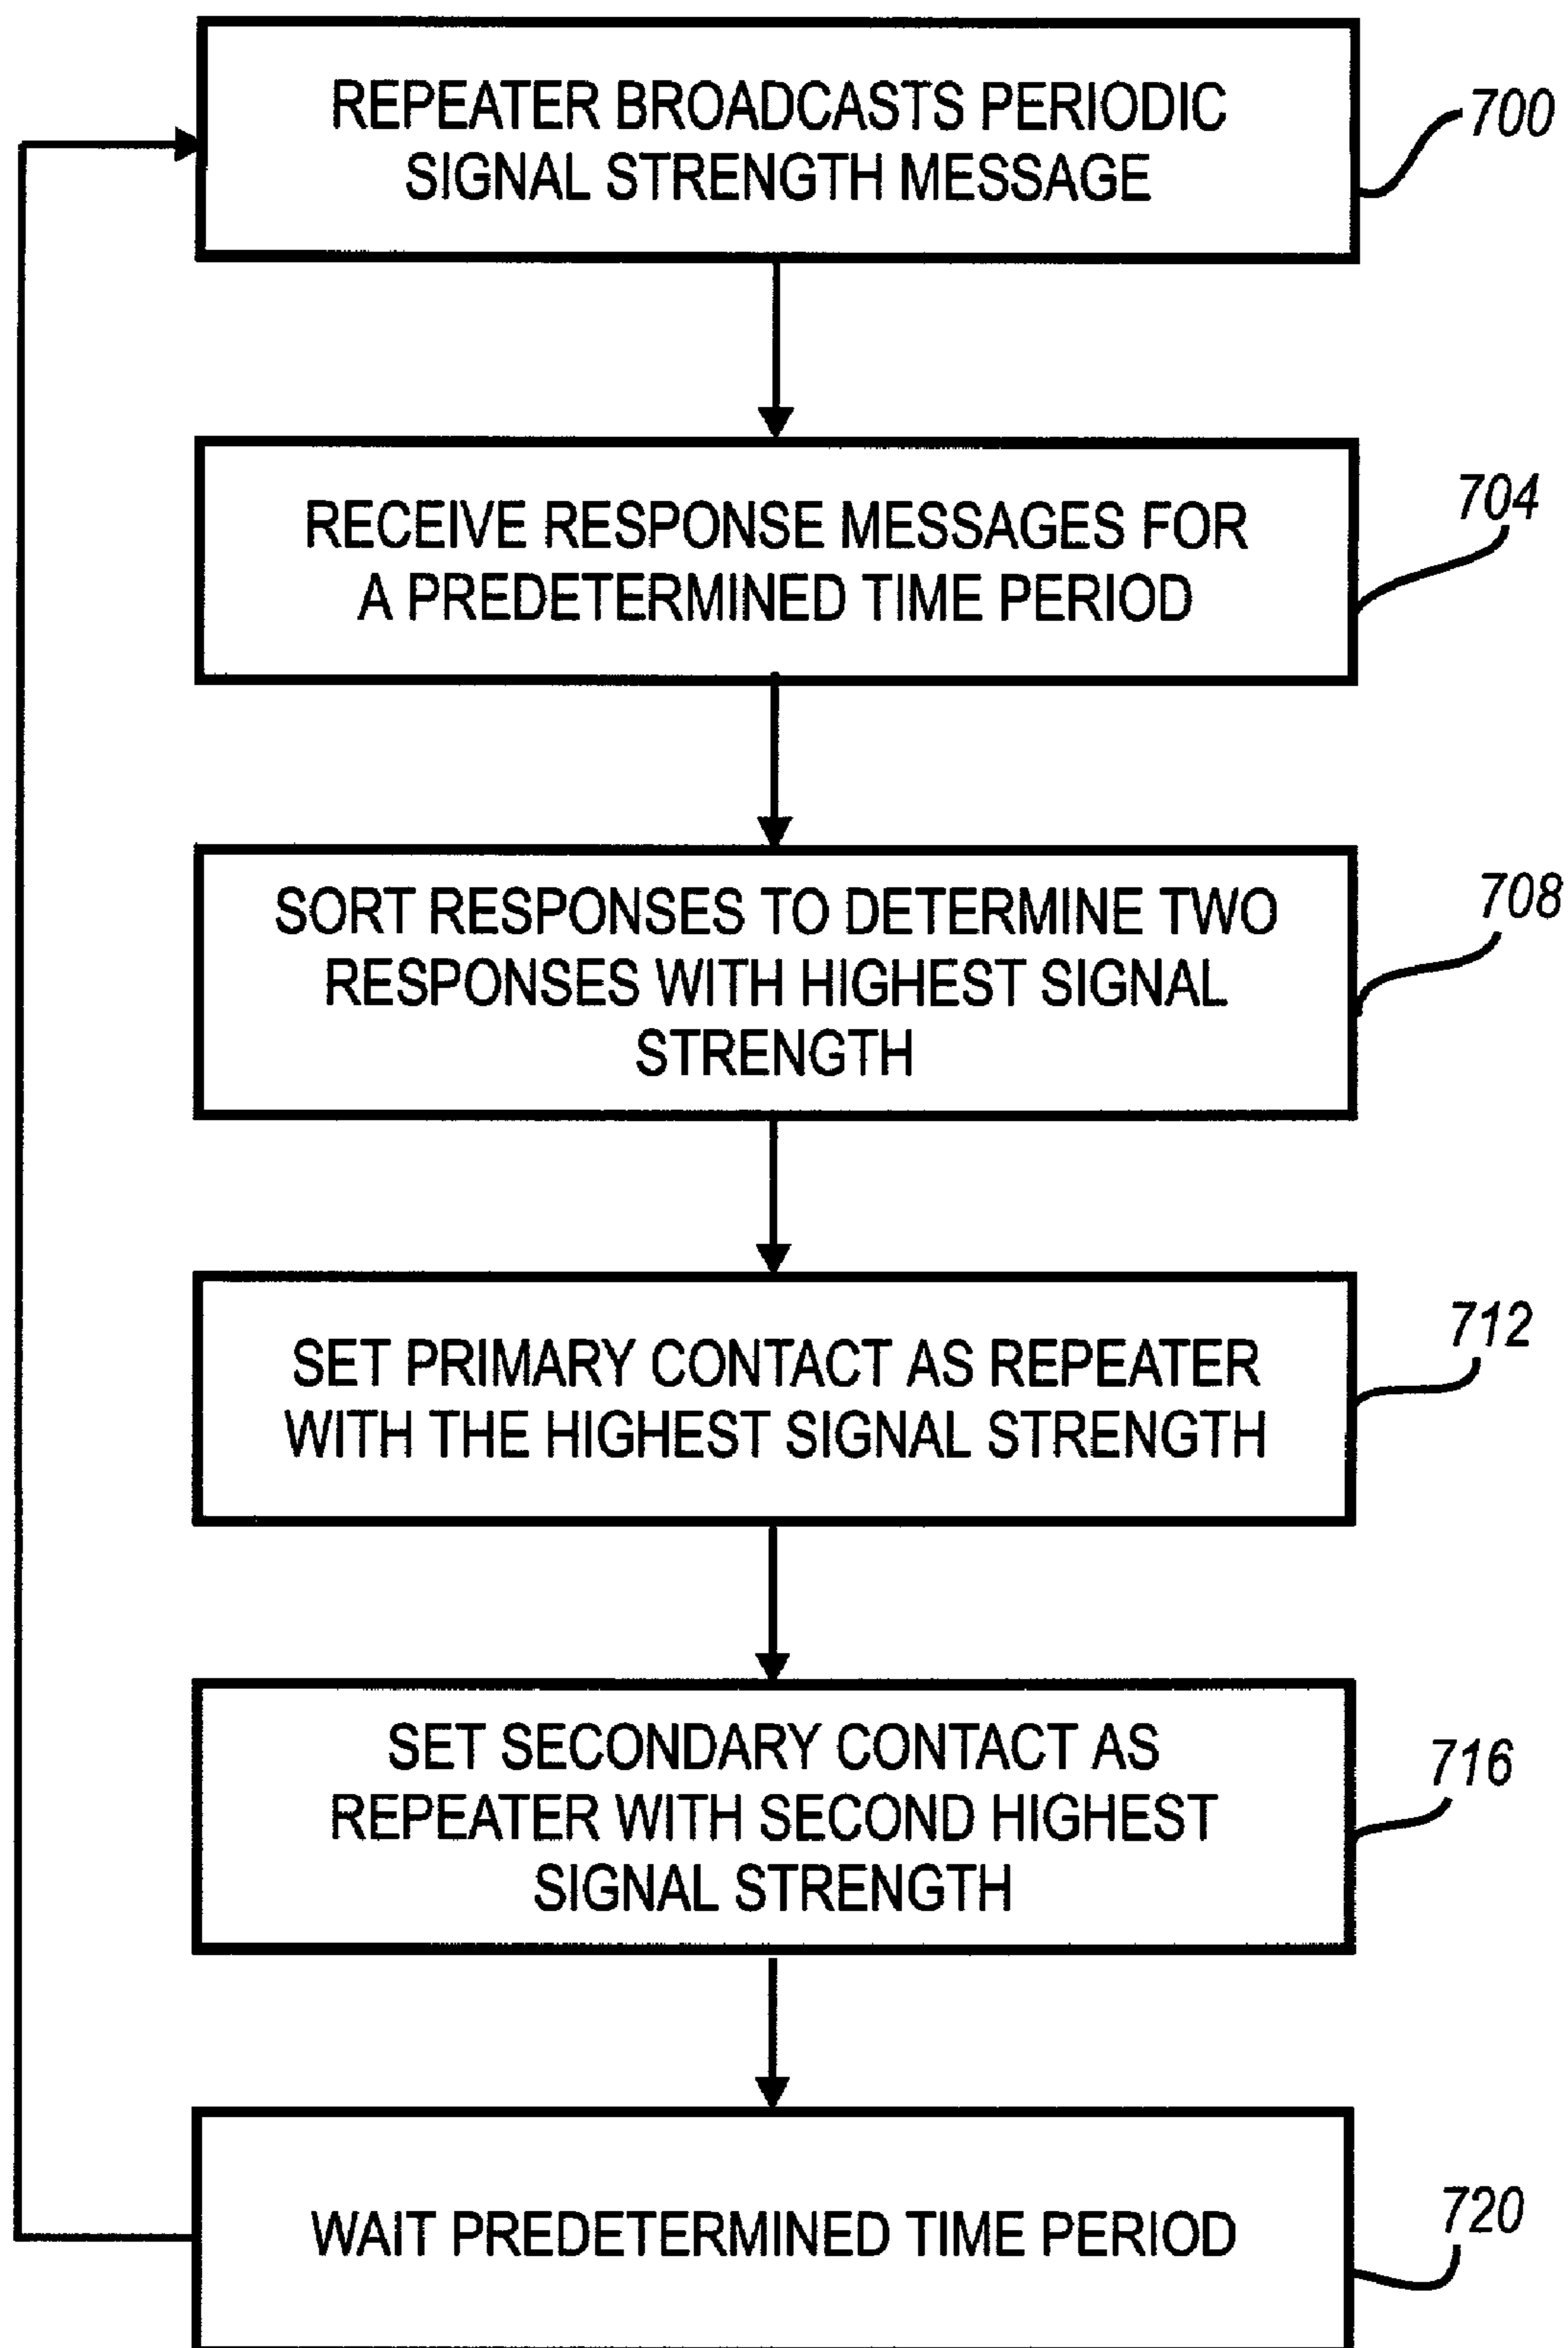 REPEATER BROADCASTS PERIODIC
SIGNAL STRENGTH MESSAGE
700
RECEIVE RESPONSE MESSAGES FOR
A PREDETERMINED TIME PERIOD
704
SORT RESPONSES TO DETERMINE TWO
RESPONSES WITH HIGHEST SIGNAL
STRENGTH
708
SET PRIMARY CONTACT AS REPEATER
WITH THE HIGHEST SIGNAL STRENGTH
712
SET SECONDARY CONTACT AS
REPEATER WITH SECOND HIGHEST
SIGNAL STRENGTH
716
WAIT PREDETERMINED TIME PERIOD
720